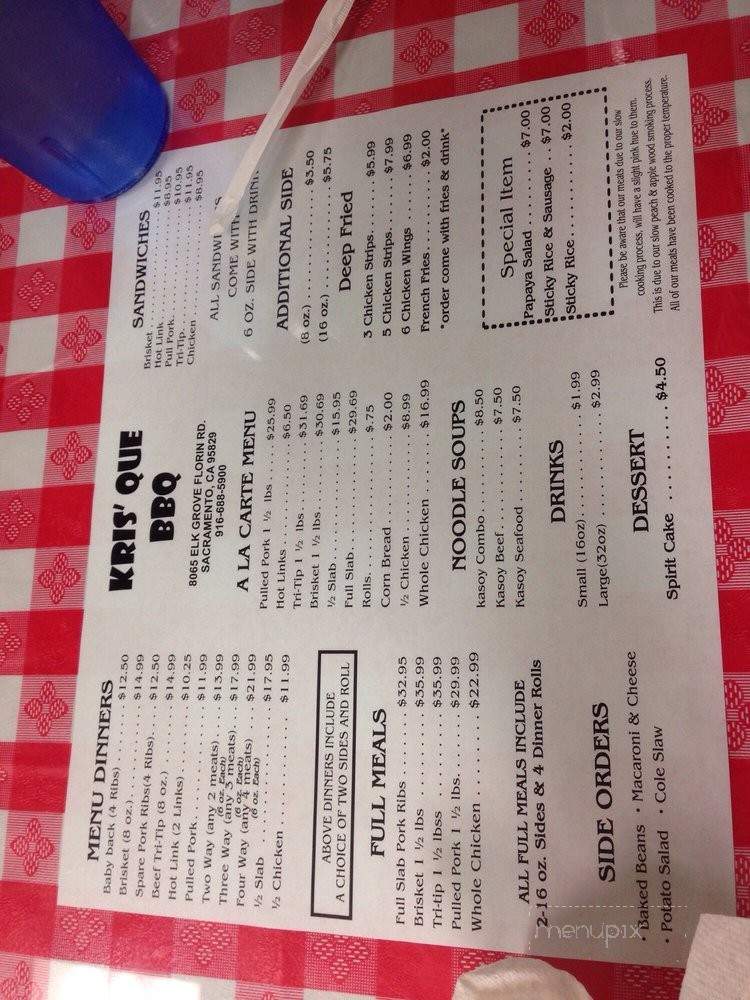 MENU DINNERS
Baby back (4 Ribs) ....... $12.50
Brisket (8 oz.)............ $14.99
Spare Pork Ribs(4 Ribs)... $12.50
Beef Tri-Tip (8 oz.) ....... $14.99
Hot Link (2 Links)........ $10.25
Pulled Pork............. $11.99
Two Way (any 2 meats) .... $13.99
(8 oz. Each)
Three Way (any 3 meats)... $17.99
(6 oz. Each)
Four Way (any 4 meats).... $21.99
(6 oz. Each)
½ Slab ............... $17.95
½ Chicken ............. $11.99
ABOVE DINNERS INCLUDE
A CHOICE OF TWO SIDES AND ROLL
FULL MEALS
Full Slab Pork Ribs ....... $32.95
Brisket 1 ½ lbs ......... $35.99
Tri-tip 1 ½ lbss ......... $35.99
Pulled Pork 1 ½ lbs....... $29.99
Whole Chicken .......... $22.99
ALL FULL MEALS INCLUDE
2-16 oz. Sides & 4 Dinner Rolls
SIDE ORDERS
• Baked Beans • Macaroni & Cheese
• Potato Salad • Cole Slaw
KRIS' QUE
BBQ
8065 ELK GROVE FLORIN RD.
SACRAMENTO, CA 95829
916-688-5900
A LA CARTE MENU
Pulled Pork 1 ½ lbs ..... $25.99
Hot Links............. $6.50
Tri-Tip 1 ½ lbs......... $31.69
Brisket 1 ½ lbs......... $30.69
½ Slab.............. $15.95
Full Slab............. $29.69
Rolls................ $.75
Corn Bread ........... $2.00
½ Chicken ........... $8.99
Whole Chicken ........ $16.99
NOODLE SOUPS
kasoy Combo .......... $8.50
Kasoy Beef............ $7.50
Kasoy Seafood ......... $7.50
DRINKS
Small (16oz) ........... $1.99
Large(32oz) ........... $2.99
DESSERT
Spirit Cake .......... $4.50
SANDWICHES
Brisket ............. $11.95
Hot Link ............ $8.95
Pull Pork............ $10.95
Tri-Tip.............. $11.95
Chicken ............. $8.95
ALL
COME WITH
6 OZ. SIDE WITH DRINK
ADDITIONAL SIDE
(8 oz.) ............. $3.50
(16 oz.) ............ $5.75
Deep Fried
3 Chicken Strips....... $5.99
5 Chicken Strips....... $7.99
6 Chicken Wings ....... $6.99
French Fries.......... $2.00
*order come with fries & drink*
Special Item
Papaya Salad ......... $7.00
Sticky Rice & Sausage .. $7.00
Sticky Rice........... $2.00
Please be aware that our meats due to our slow
cooking process, will have a slight pink hue to them.
This is due to our slow peach & apple wood smoking process.
All of our meats have been cooked to the proper temperature.
menupix